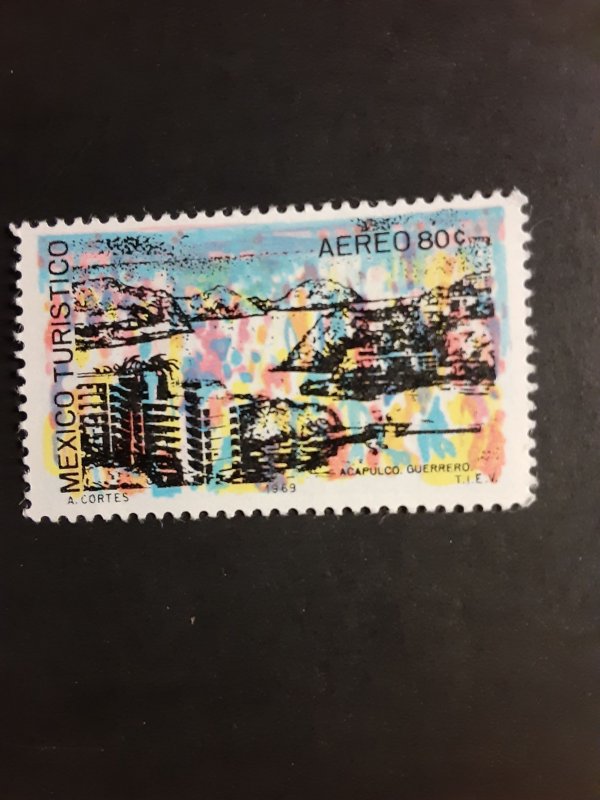 MEXICO TURISTICO
AEREO 80¢
ACAPULCO. GUERRERO.
A. CORTES
1969
T.I.E.V.